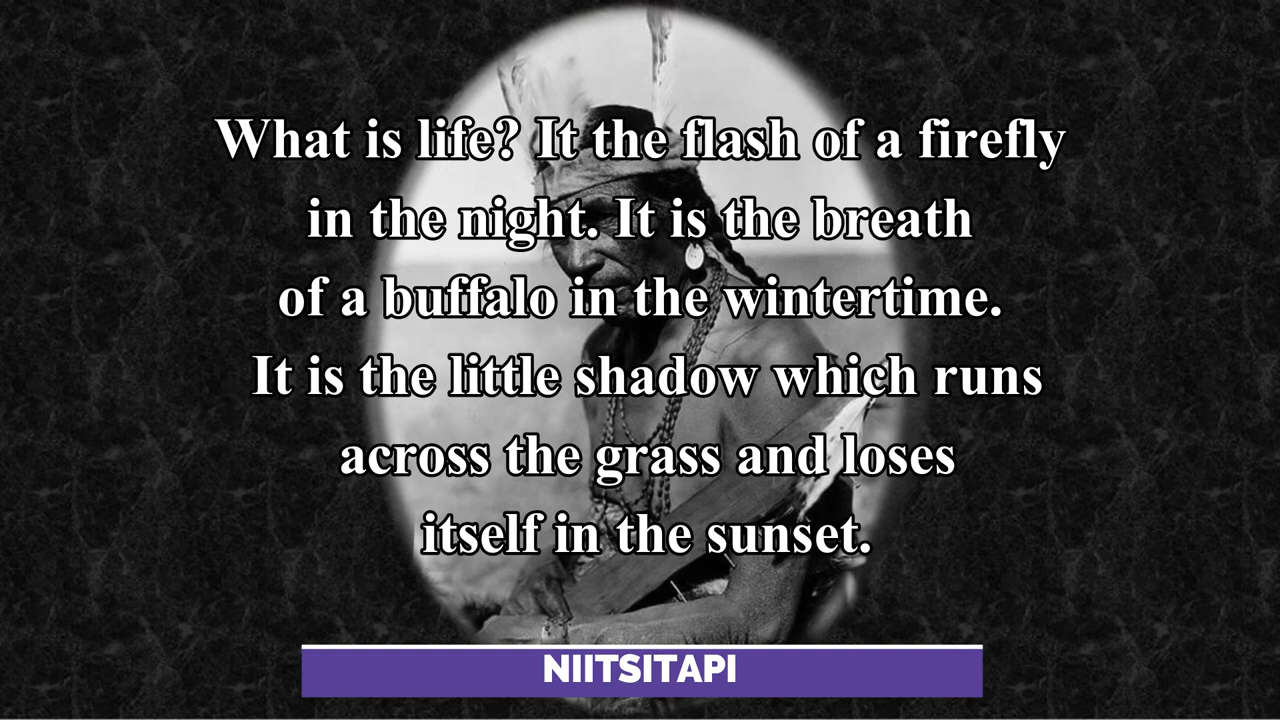 What is life? It the flash of a firefly
in the night. It is the breath
of a buffalo in the wintertime.
It is the little shadow which runs
across the grass and loses
itself in the sunset.
NIITSITAPI